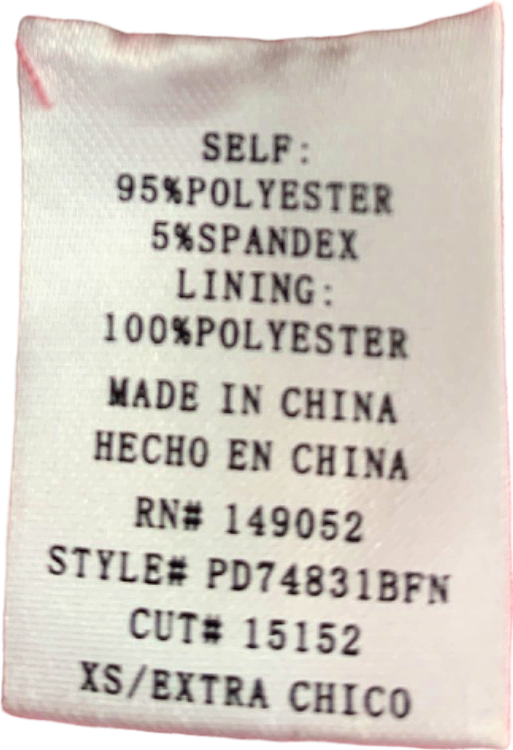 SELF:
95%POLYESTER
5%SPANDEX
LINING:
100%POLYESTER
MADE IN CHINA
HECHO EN CHINA
RN# 149052
STYLE# PD74831BFN
CUT# 15152
XS/EXTRA CHICO